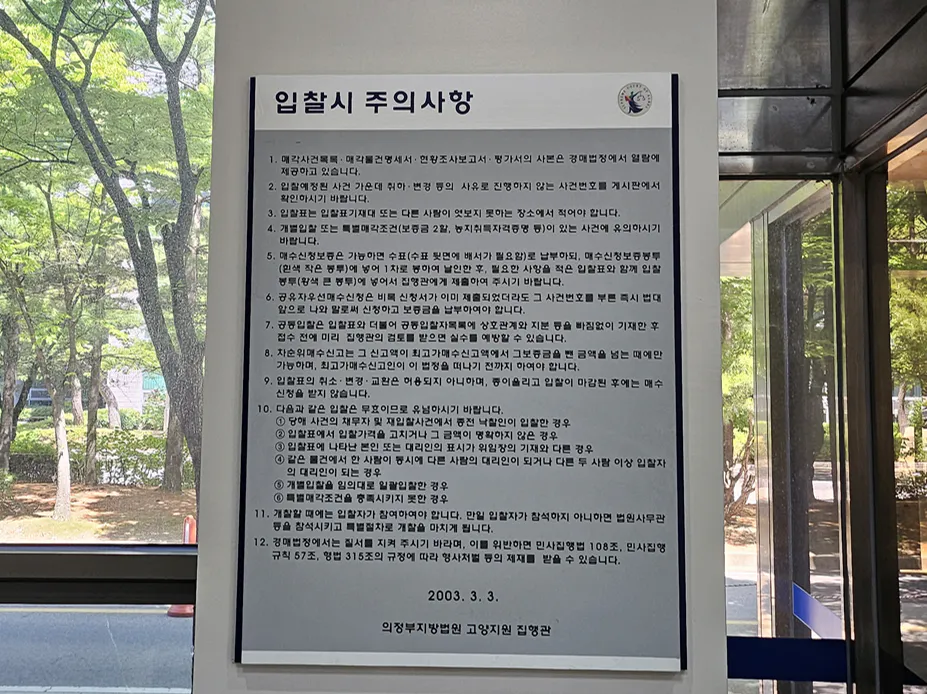 입찰시 주의사항
1. 매각사건목록·매각물건명세서·현황조사보고서·평가서의 사본은 경매법정에서 열람에
제공하고 있습니다.
2. 입찰예정된 사건 가운데 취하·변경 등의 사유로 진행하지 않는 사건번호를 게시판에서
확인하시기 바랍니다.
3. 입찰표는 입찰표기재대 또는 다른 사람이 엿보지 못하는 장소에서 적어야 합니다.
4. 개별입찰 또는 특별매각조건(보증금 2할, 농지취득자격증명 등)이 있는 사건에 유의하시기
바랍니다.
5. 매수신청보증은 가능하면 수표(수표 뒷면에 배서가 필요함)로 납부하되, 매수신청보증봉투
(흰색 작은 봉투)에 넣어 1차로 봉하여 날인한 후, 필요한 사항을 적은 입찰표와 함께 입찰
봉투(황색 큰 봉투)에 넣어서 집행관에게 제출하여 주시기 바랍니다.
6. 공유자우선매수신청은 비록 신청서가 이미 제출되었더라도 그 사건번호를 부른 즉시 법대
앞으로 나와 말로써 신청하고 보증금을 납부하여야 합니다.
7. 공동입찰은 입찰표와 더불어 공동입찰자목록에 상호관계와 지분 등을 빠짐없이 기재한 후
접수 전에 미리 집행관의 검토를 받으면 실수를 예방할 수 있습니다.
8. 차순위매수신고는 그 신고액이 최고가매수신고액에서 그보증금을 뺀 금액을 넘는 때에만
가능하며, 최고가매수신고인이 이 법정을 떠나기 전까지 하여야 합니다.
9. 입찰표의 취소·변경·교환은 허용되지 아니하며, 종이울리고 입찰이 마감된 후에는 매수
신청을 받지 않습니다.
10. 다음과 같은 입찰은 무효이므로 유념하시기 바랍니다.
① 당해 사건의 채무자 및 재입찰사건에서 종전 낙찰인이 입찰한 경우
② 입찰표에서 입찰가격을 고치거나 그 금액이 명확하지 않은 경우
③ 입찰표에 나타난 본인 또는 대리인의 표시가 위임장의 기재와 다른 경우
④ 같은 물건에서 한 사람이 동시에 다른 사람의 대리인이 되거나 다른 두 사람 이상 입찰자
의 대리인이 되는 경우
⑤ 개별입찰을 임의대로 일괄입찰한 경우
⑥ 특별매각조건을 충족시키지 못한 경우
11. 개찰할 때에는 입찰자가 참여하여야 합니다. 만일 입찰자가 참석하지 아니하면 법원사무관
등을 참석시키고 특별절차로 개찰을 마치게 됩니다.
12. 경매법정에서는 질서를 지켜 주시기 바라며, 이를 위반하면 민사집행법 108조, 민사집행
규칙 57조, 형법 315조의 규정에 따라 형사처벌 등의 제재를 받을 수 있습니다.
2003. 3. 3.
의정부지방법원 고양지원 집행관